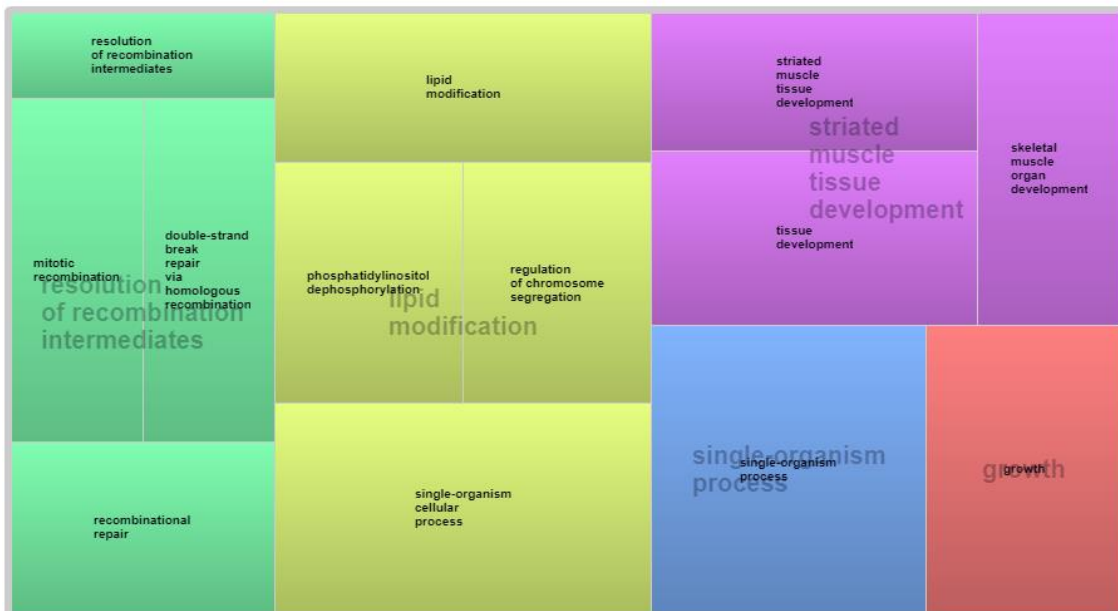 resolution
of recombination
intermediates
mitotic
recombination
double-strand
break
repair
via
homologous
recombination
resolution
of recombination
intermediates
recombinational
repair
lipid
modification
phosphatidylinositol
dephosphorylation
regulation
of chromosome
segregation
lipid
modification
single-organism
cellular
process
striated
muscle
tissue
development
striated
muscle
tissue
development
tissue
development
skeletal
muscle
organ
development
single-organism
process
single-organism
process
growth
growth